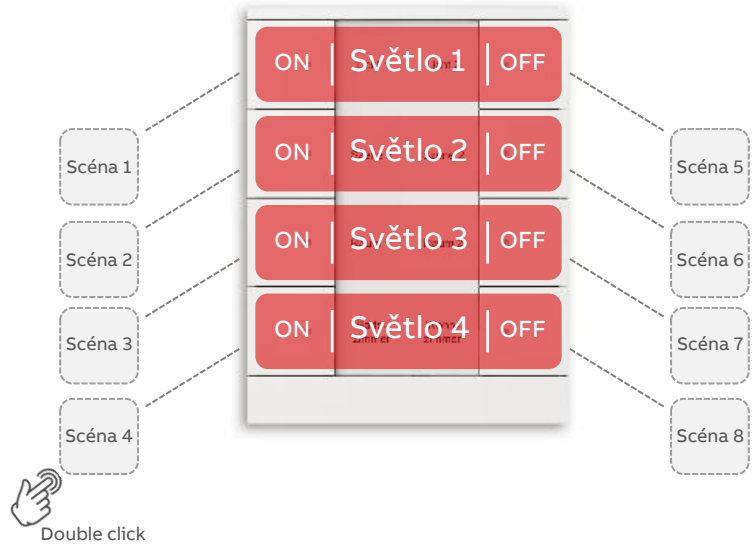 ON Světlo 1 OFF
ON Světlo 2 OFF
ON Světlo 3 OFF
ON Světlo 4 OFF
Scéna 1
Scéna 2
Scéna 3
Scéna 4
Scéna 5
Scéna 6
Scéna 7
Scéna 8
Double click